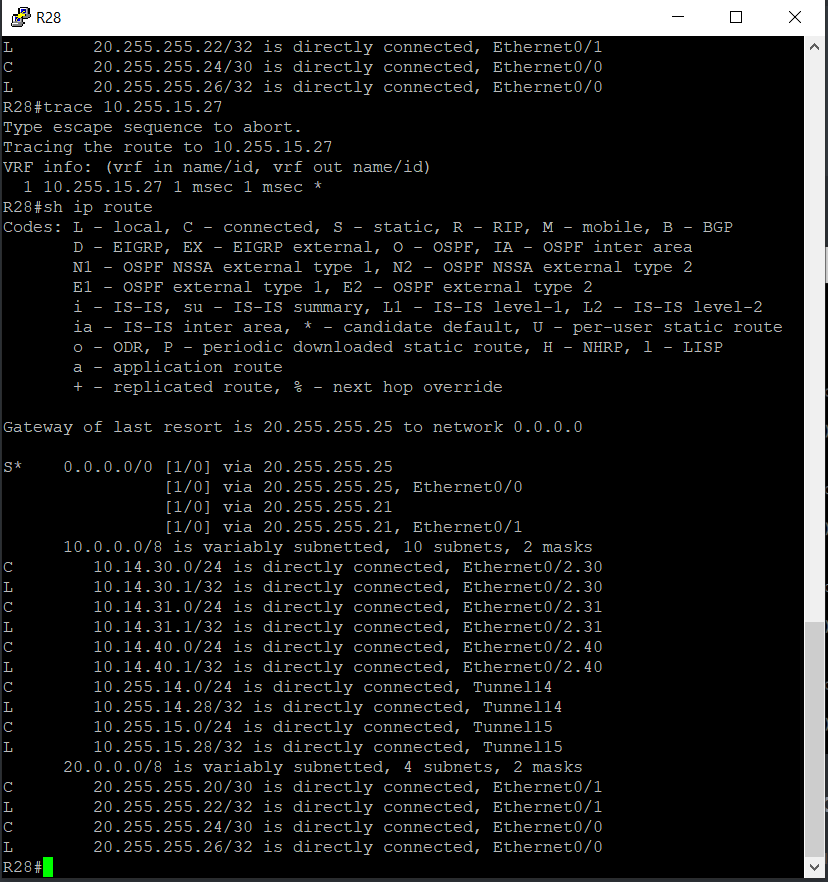 R28
L        20.255.255.22/32 is directly connected, Ethernet0/1
C        20.255.255.24/30 is directly connected, Ethernet0/0
L        20.255.255.26/32 is directly connected, Ethernet0/0
R28#trace 10.255.15.27
Type escape sequence to abort.
Tracing the route to 10.255.15.27
VRF info: (vrf in name/id, vrf out name/id)
  1 10.255.15.27 1 msec 1 msec *
R28#sh ip route
Codes: L - local, C - connected, S - static, R - RIP, M - mobile, B - BGP
       D - EIGRP, EX - EIGRP external, O - OSPF, IA - OSPF inter area
       N1 - OSPF NSSA external type 1, N2 - OSPF NSSA external type 2
       E1 - OSPF external type 1, E2 - OSPF external type 2
       i - IS-IS, su - IS-IS summary, L1 - IS-IS level-1, L2 - IS-IS level-2
       ia - IS-IS inter area, * - candidate default, U - per-user static route
       o - ODR, P - periodic downloaded static route, H - NHRP, l - LISP
       a - application route
       + - replicated route, % - next hop override
Gateway of last resort is 20.255.255.25 to network 0.0.0.0
S*    0.0.0.0/0 [1/0] via 20.255.255.25
                [1/0] via 20.255.255.25, Ethernet0/0
                [1/0] via 20.255.255.21
                [1/0] via 20.255.255.21, Ethernet0/1
      10.0.0.0/8 is variably subnetted, 10 subnets, 2 masks
C        10.14.30.0/24 is directly connected, Ethernet0/2.30
L        10.14.30.1/32 is directly connected, Ethernet0/2.30
C        10.14.31.0/24 is directly connected, Ethernet0/2.31
L        10.14.31.1/32 is directly connected, Ethernet0/2.31
C        10.14.40.0/24 is directly connected, Ethernet0/2.40
L        10.14.40.1/32 is directly connected, Ethernet0/2.40
C        10.255.14.0/24 is directly connected, Tunnel14
L        10.255.14.28/32 is directly connected, Tunnel14
C        10.255.15.0/24 is directly connected, Tunnel15
L        10.255.15.28/32 is directly connected, Tunnel15
      20.0.0.0/8 is variably subnetted, 4 subnets, 2 masks
C        20.255.255.20/30 is directly connected, Ethernet0/1
L        20.255.255.22/32 is directly connected, Ethernet0/1
C        20.255.255.24/30 is directly connected, Ethernet0/0
L        20.255.255.26/32 is directly connected, Ethernet0/0
R28#